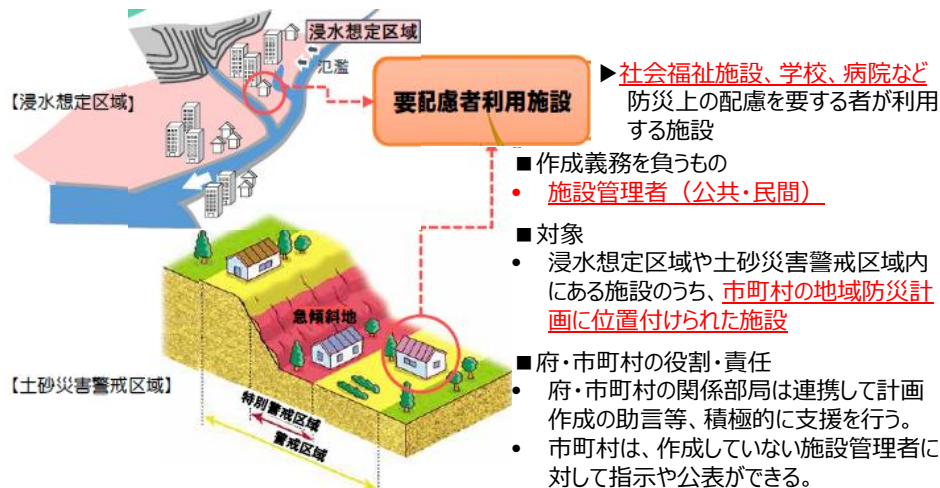 浸水想定区域
氾濫
【浸水想定区域】
要配慮者利用施設
▶社会福祉施設、学校、病院など
防災上の配慮を要する者が利用
する施設
■作成義務を負うもの
• 施設管理者（公共・民間）
■対象
• 浸水想定区域や土砂災害警戒区域内
にある施設のうち、市町村の地域防災計
画に位置付けられた施設
■府・市町村の役割・責任
• 府・市町村の関係部局は連携して計画
作成の助言等、積極的に支援を行う。
• 市町村は、作成していない施設管理者に
対して指示や公表ができる。
急傾斜地
【土砂災害警戒区域】
特別警戒区域
警戒区域